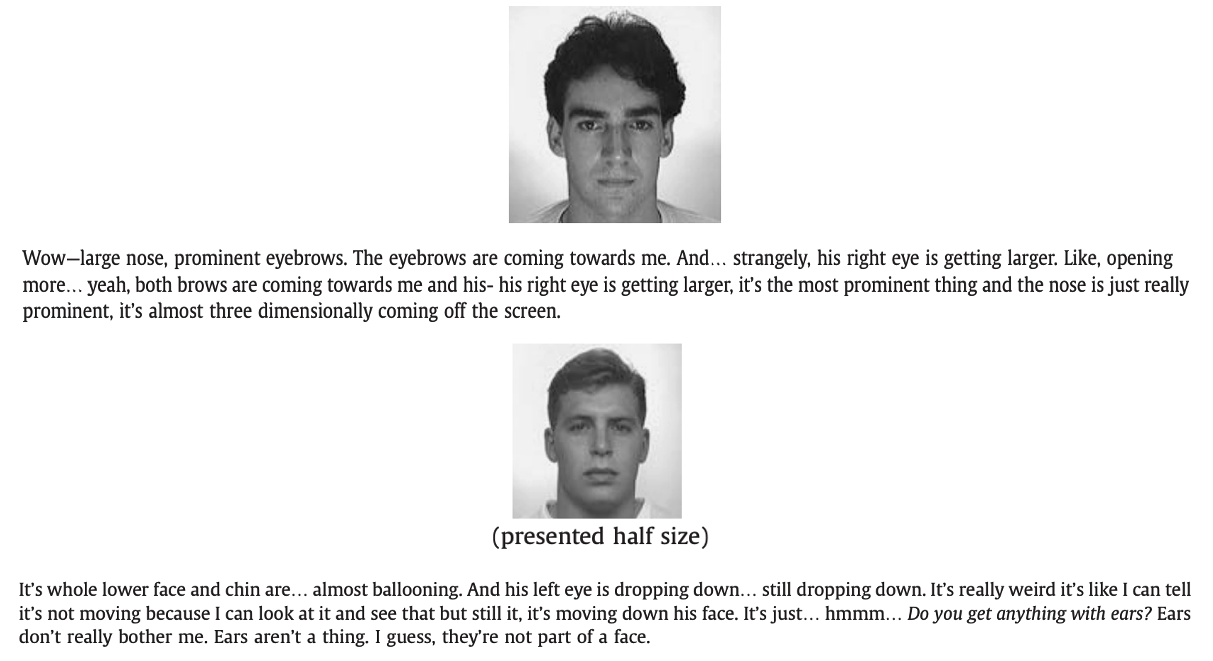 Wow—large nose, prominent eyebrows. The eyebrows are coming towards me. And… strangely, his right eye is getting larger. Like, opening
more… yeah, both brows are coming towards me and his- his right eye is getting larger, it's the most prominent thing and the nose is just really
prominent, it's almost three dimensionally coming off the screen.
(presented half size)
It's whole lower face and chin are… almost ballooning. And his left eye is dropping down… still dropping down. It's really weird it's like I can tell
it's not moving because I can look at it and see that but still it, it's moving down his face. It's just… hmmm… Do you get anything with ears? Ears
don't really bother me. Ears aren't a thing. I guess, they're not part of a face.